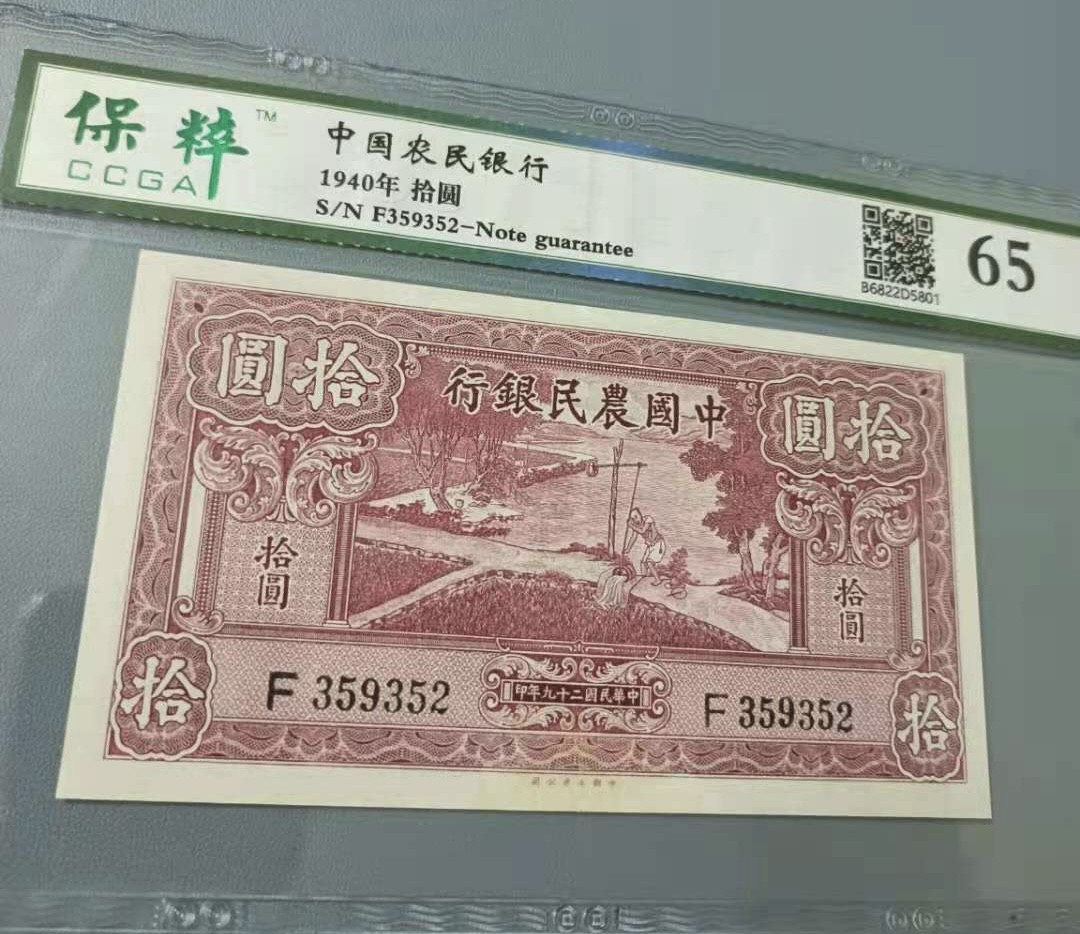 保粹™
CCGA
中国农民银行
1940年 拾圆
S/N F359352-Note guarantee
B6822D5801
65
拾圓
行銀民農國中
拾圓
拾圓
拾圓
拾
F 359352
印年九十二國民華中
F 359352
拾